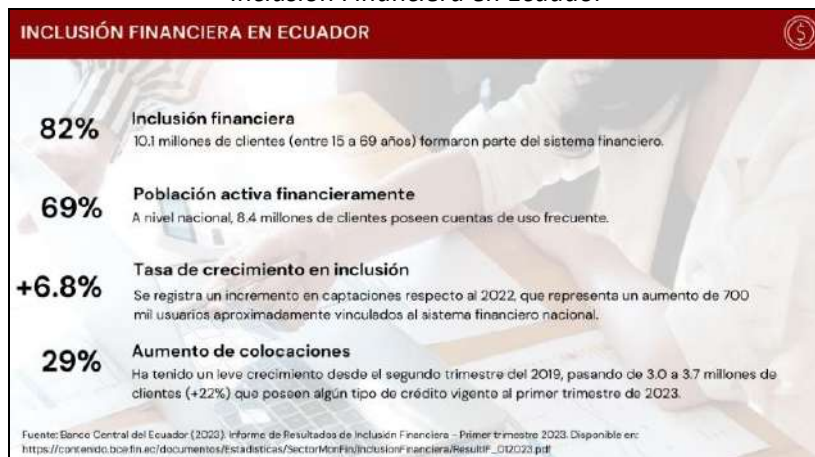 Inclusión Financiera en Ecuador
INCLUSIÓN FINANCIERA EN ECUADOR
82%
Inclusión financiera
10.1 millones de clientes (entre 15 a 69 años) formaron parte del sistema financiero.
69%
Población activa financieramente
A nivel nacional, 8.4 millones de clientes poseen cuentas de uso frecuente.
+6.8%
Tasa de crecimiento en inclusión
Se registra un incremento en captaciones respecto al 2022, que representa un aumento de 700
mil usuarios aproximadamente vinculados al sistema financiero nacional.
29%
Aumento de colocaciones
Ha tenido un leve crecimiento desde el segundo trimestre del 2019, pasando de 3.0 a 3.7 millones de
clientes (+22%) que poseen algún tipo de crédito vigente al primer trimestre de 2023.
Fuente: Banco Central del Ecuador (2023). Informe de Resultados de Inclusión Financiera - Primer trimestre 2023. Disponible en:
https://contenido.bce.fin.ec/documentos/Estadisticas/SectorMonFin/InclusionFinanciera/ResultIF_012023.pdf